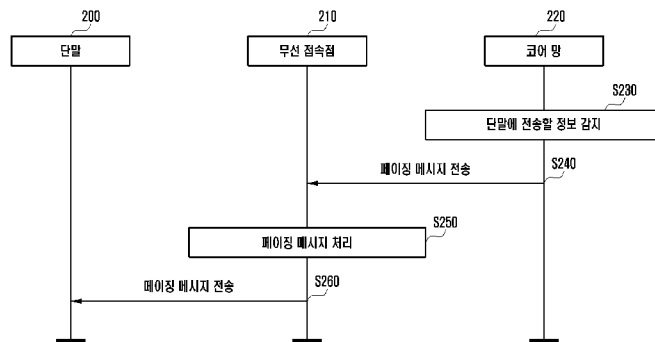 200
210
220
단말
무선 접속점
코어 망
S230
단말에 전송할 정보 감지
페이징 메시지 전송
S240
S250
페이징 메시지 처리
페이징 메시지 전송
S260